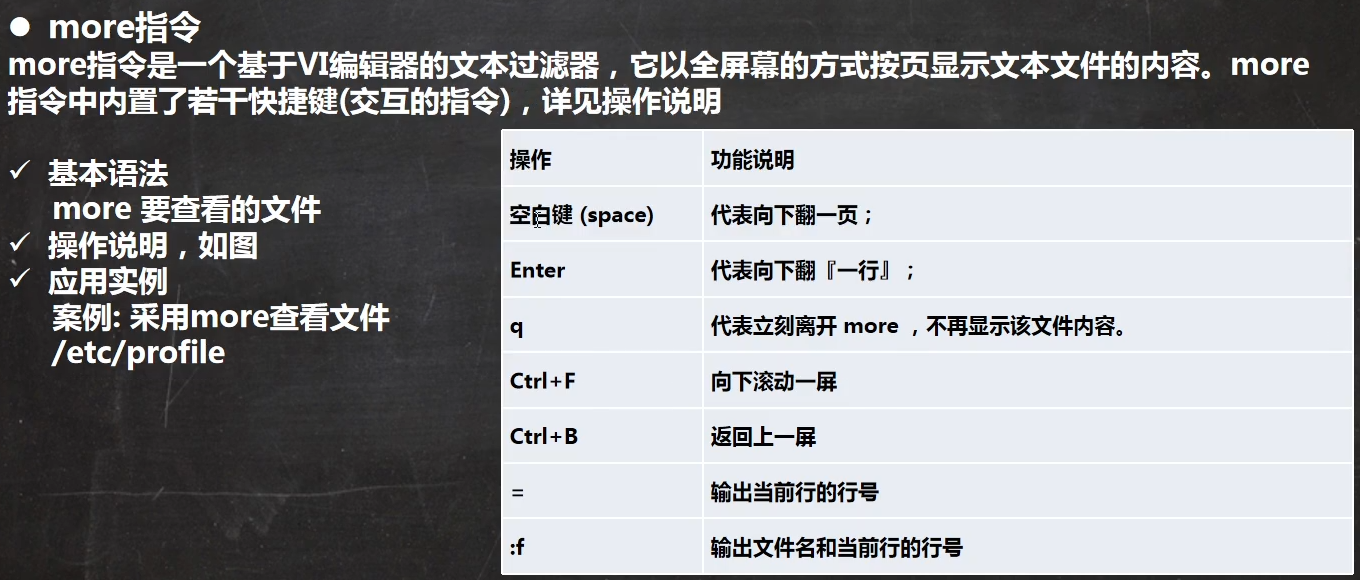 ● more指令
more指令是一个基于VI编辑器的文本过滤器，它以全屏幕的方式按页显示文本文件的内容。more
指令中内置了若干快捷键(交互的指令)，详见操作说明
✓ 基本语法
more 要查看的文件
✓ 操作说明，如图
✓ 应用实例
案例: 采用more查看文件
/etc/profile
操作 功能说明
空白键 (space) 代表向下翻一页；
Enter 代表向下翻『一行』；
q 代表立刻离开 more ，不再显示该文件内容。
Ctrl+F 向下滚动一屏
Ctrl+B 返回上一屏
= 输出当前行的行号
:f 输出文件名和当前行的行号